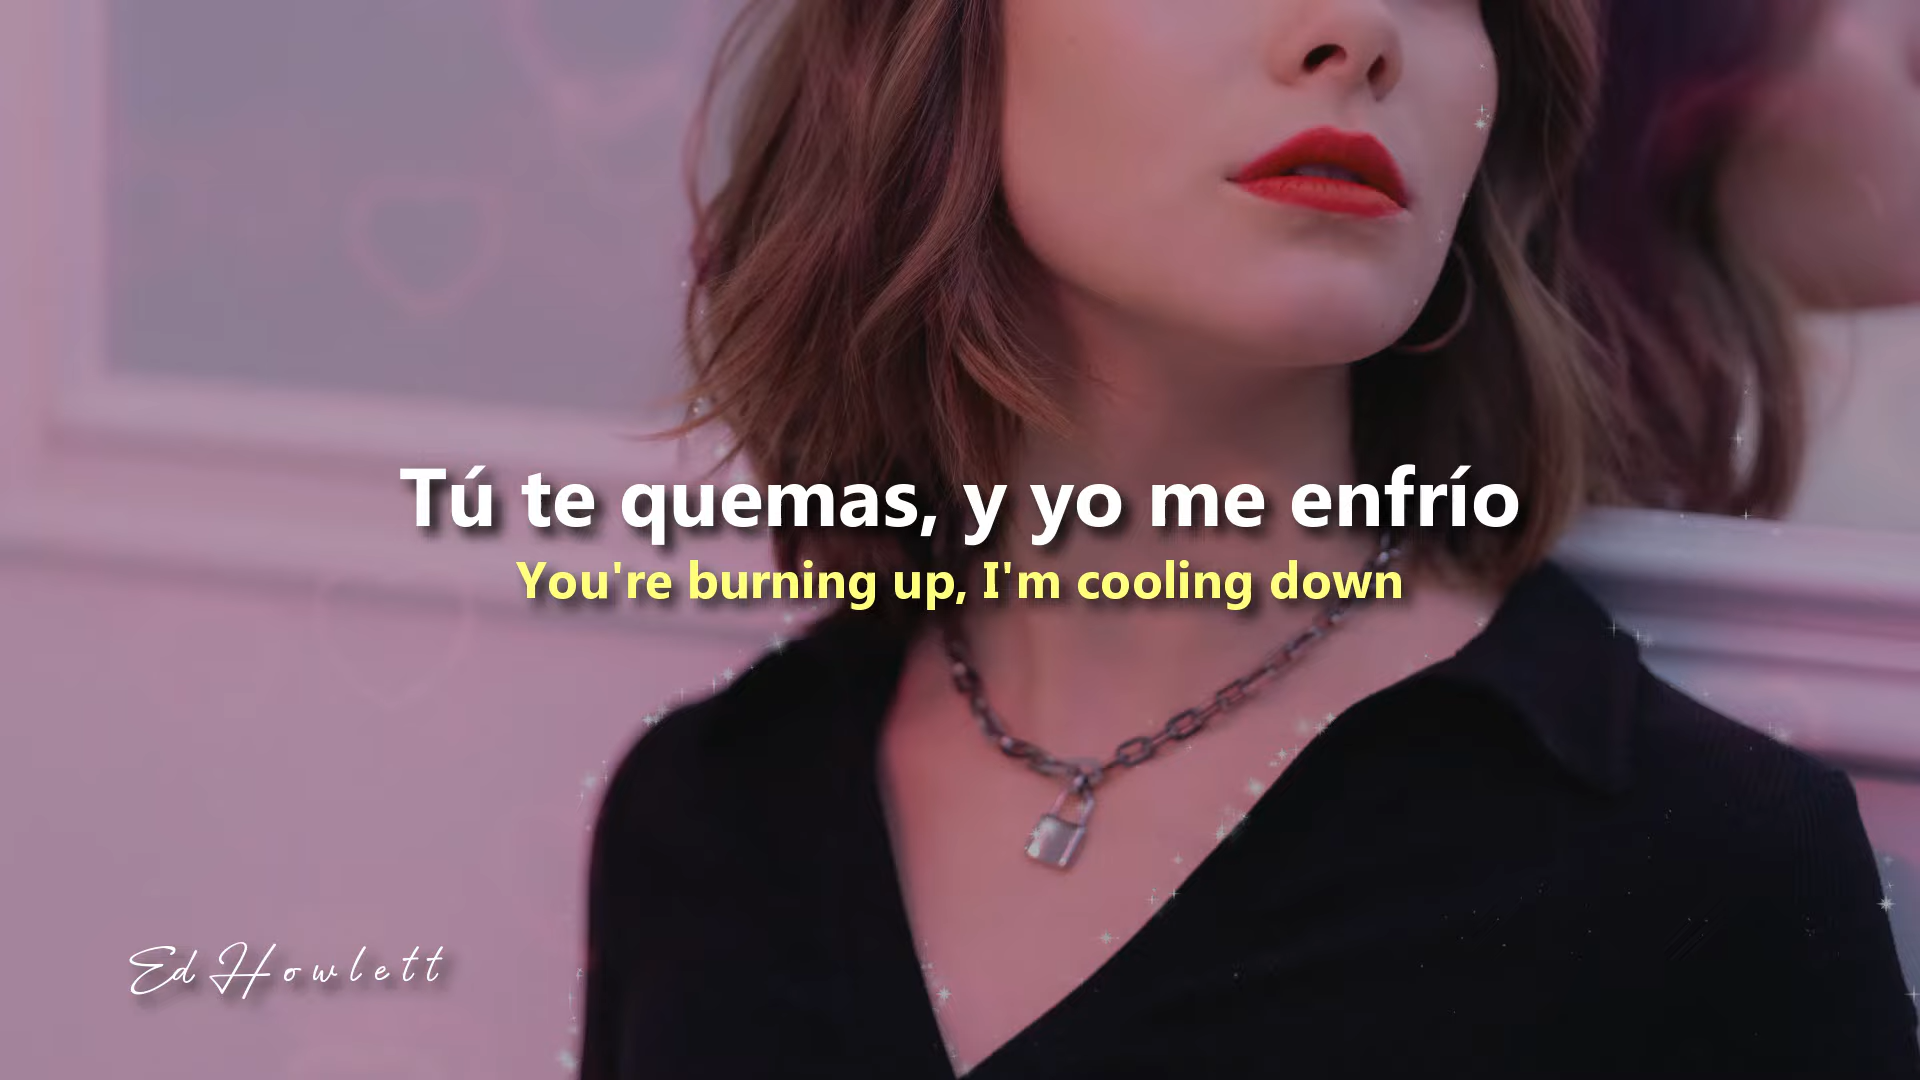 Tú te quemas, y yo me enfrío
You're burning up, I'm cooling down
Ed Howlett